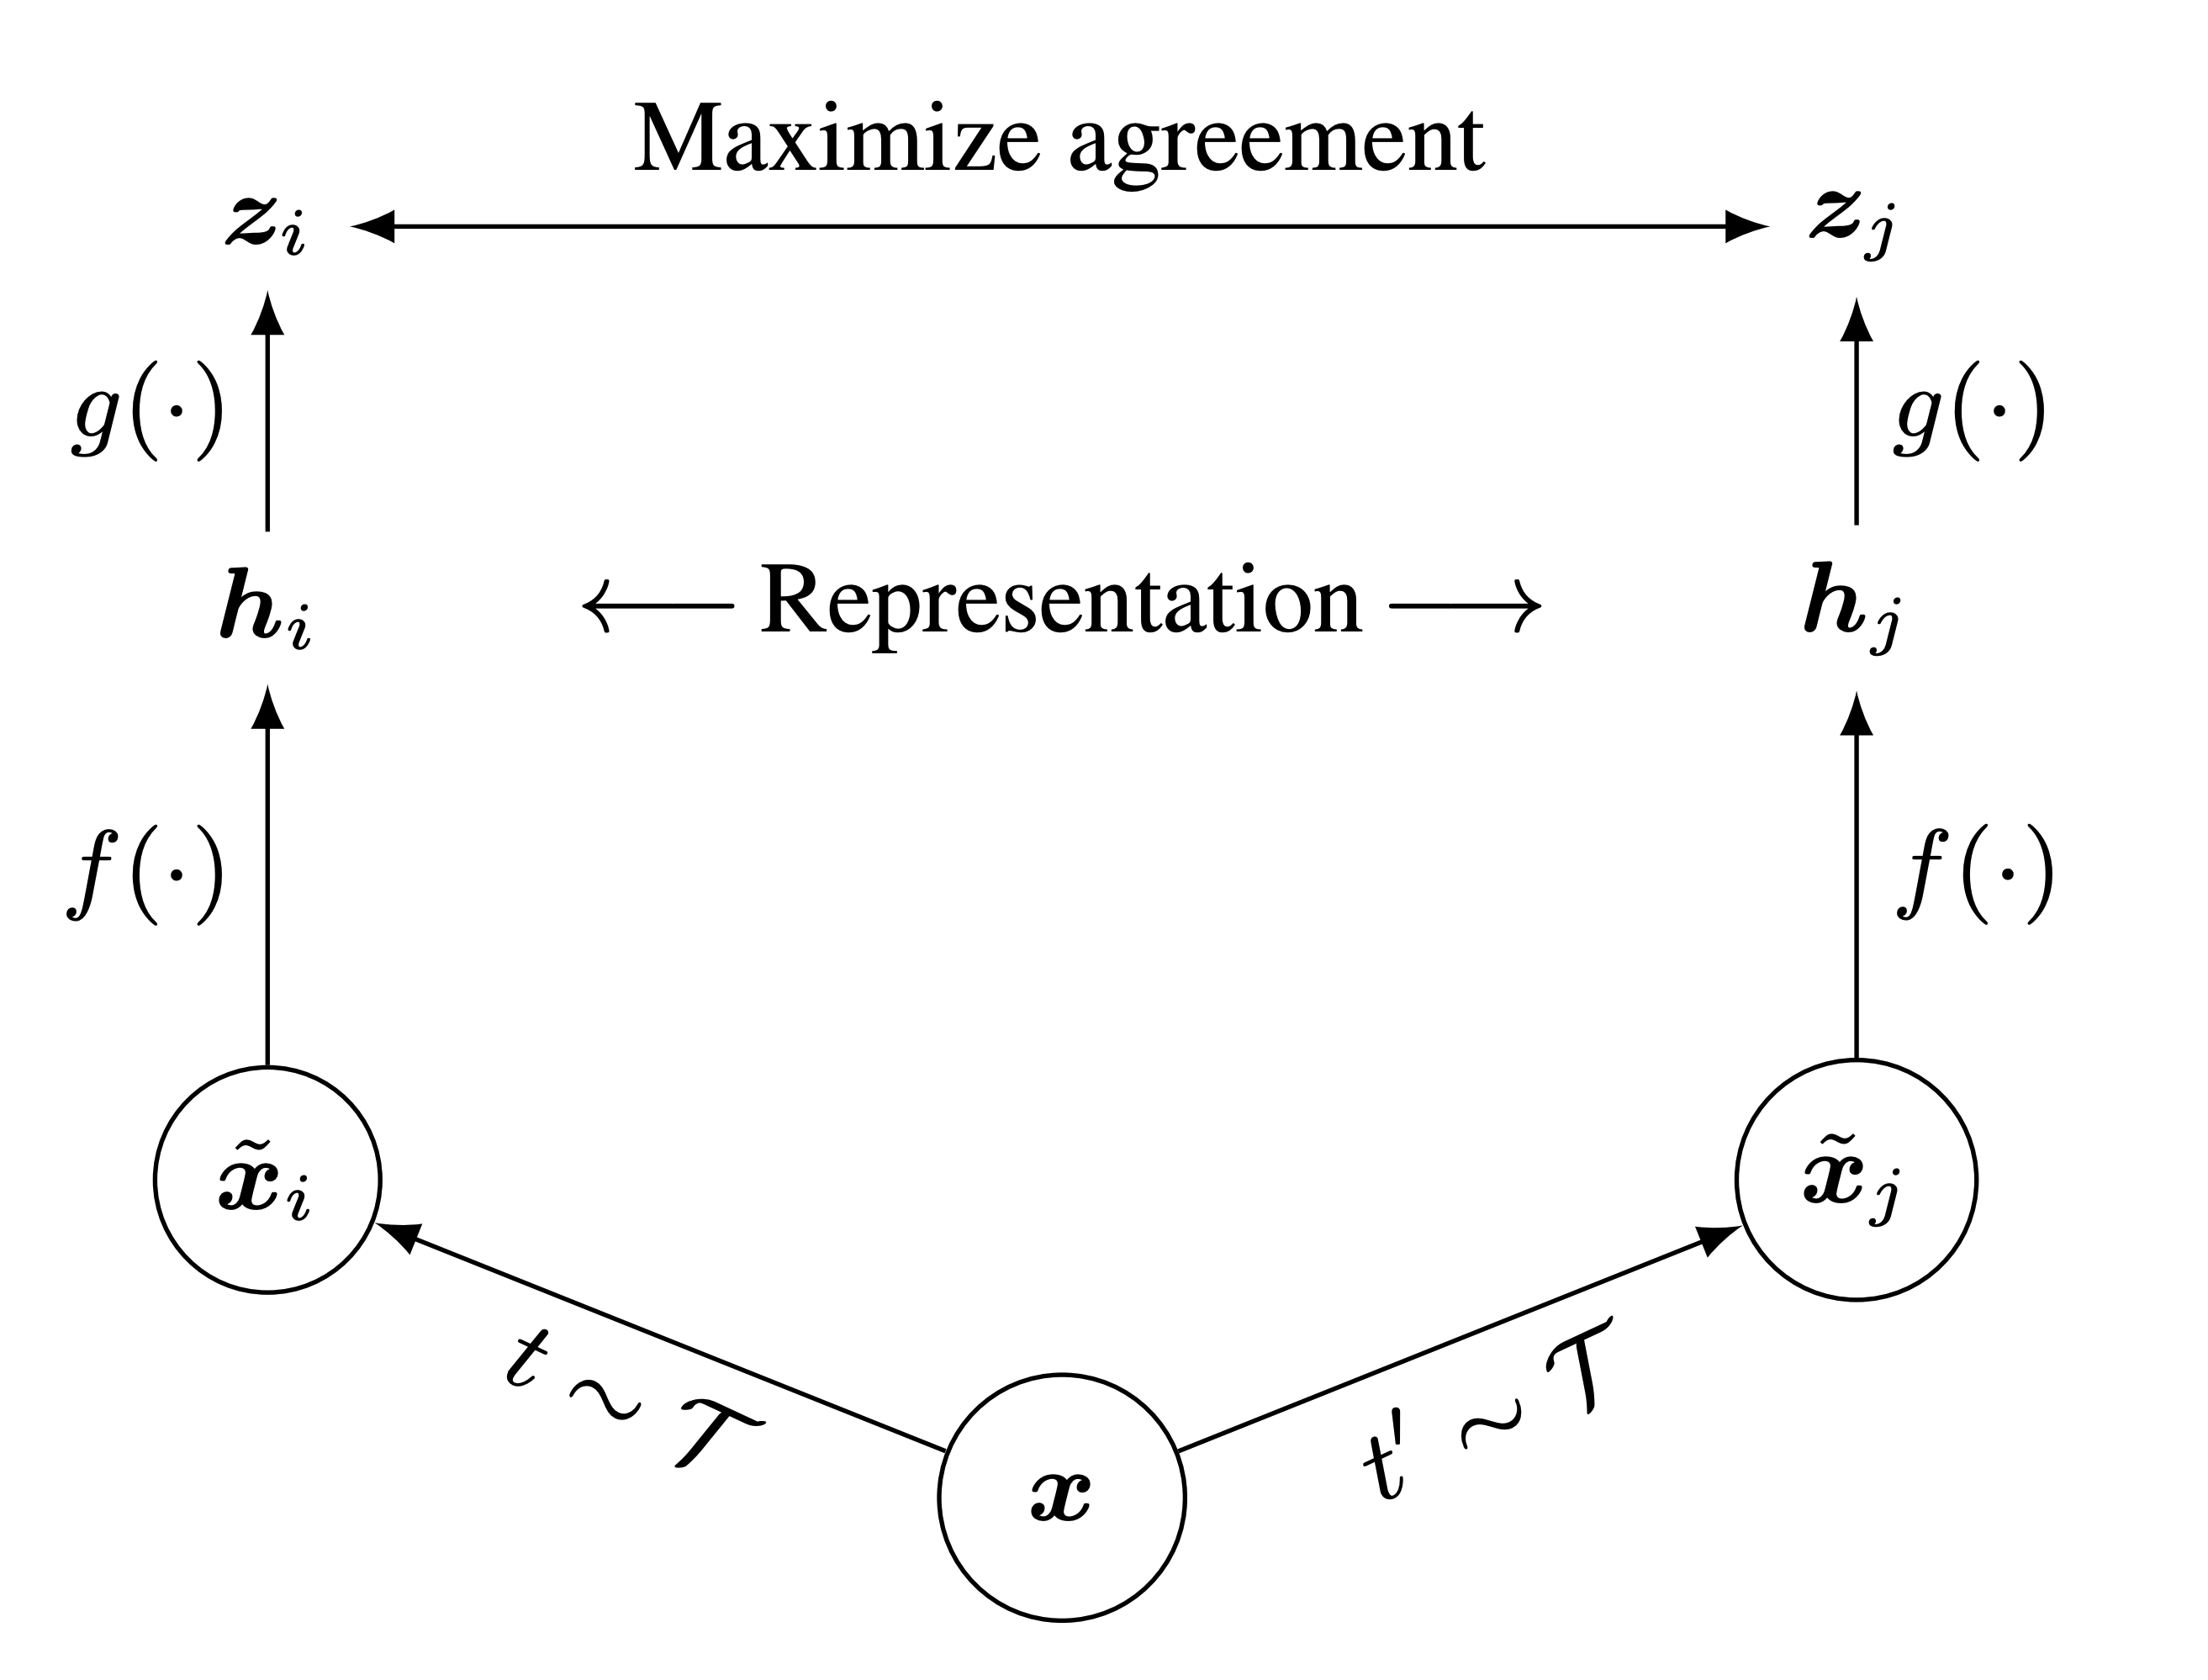 Maximize agreement
z_i z_j
g(·) g(·)
h_i ← Representation → h_j
f(·) f(·)
x̃_i x̃_j
t ∼ 𝒯 t′ ∼ 𝒯
x